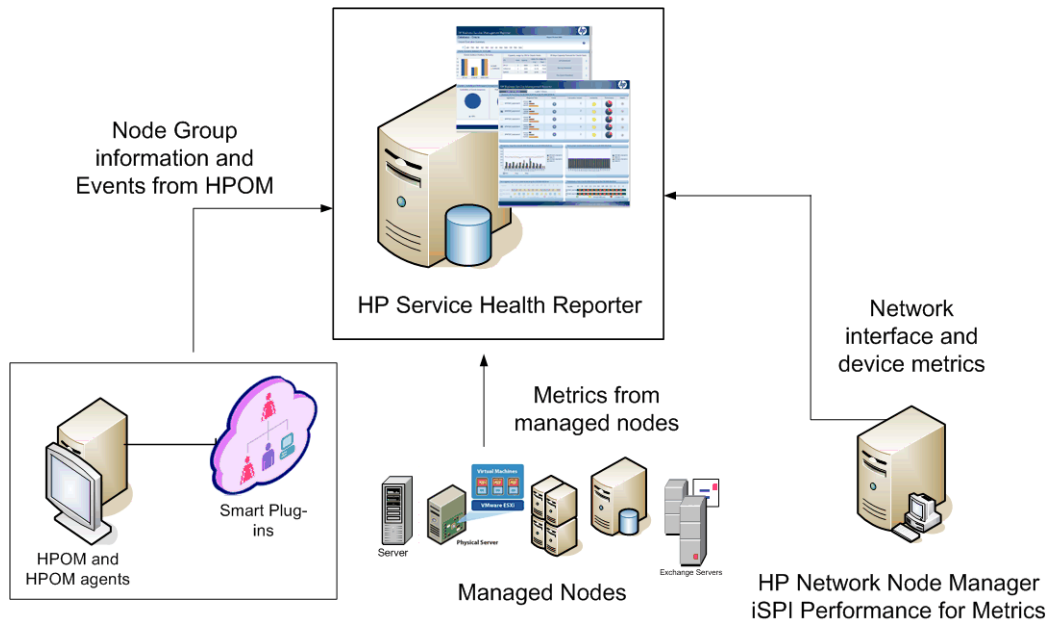 Node Group
information and
Events from HPOM
HP Service Health Reporter
Network
interface and
device metrics
Metrics from
managed nodes
Smart Plug-
ins
HPOM and
HPOM agents
Server
Virtual Machines
VMware ESXi
Physical Server
Exchange Servers
Managed Nodes
HP Network Node Manager
iSPI Performance for Metrics